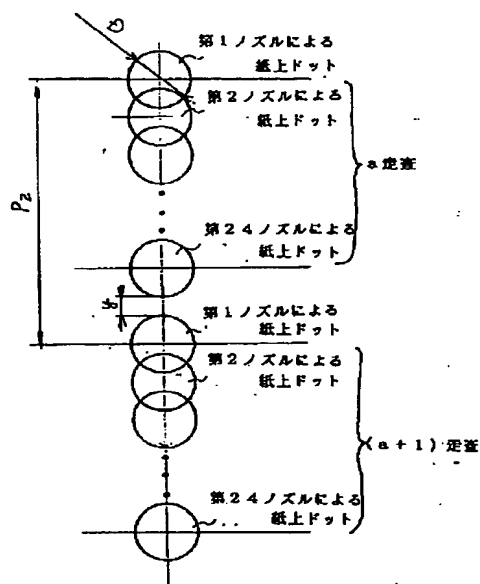 D
第1ノズルによる
紙上ドット
第2ノズルによる
紙上ドット
a走査
P2
第24ノズルによる
紙上ドット
y
第1ノズルによる
紙上ドット
第2ノズルによる
紙上ドット
(a+1)走査
第24ノズルによる
紙上ドット